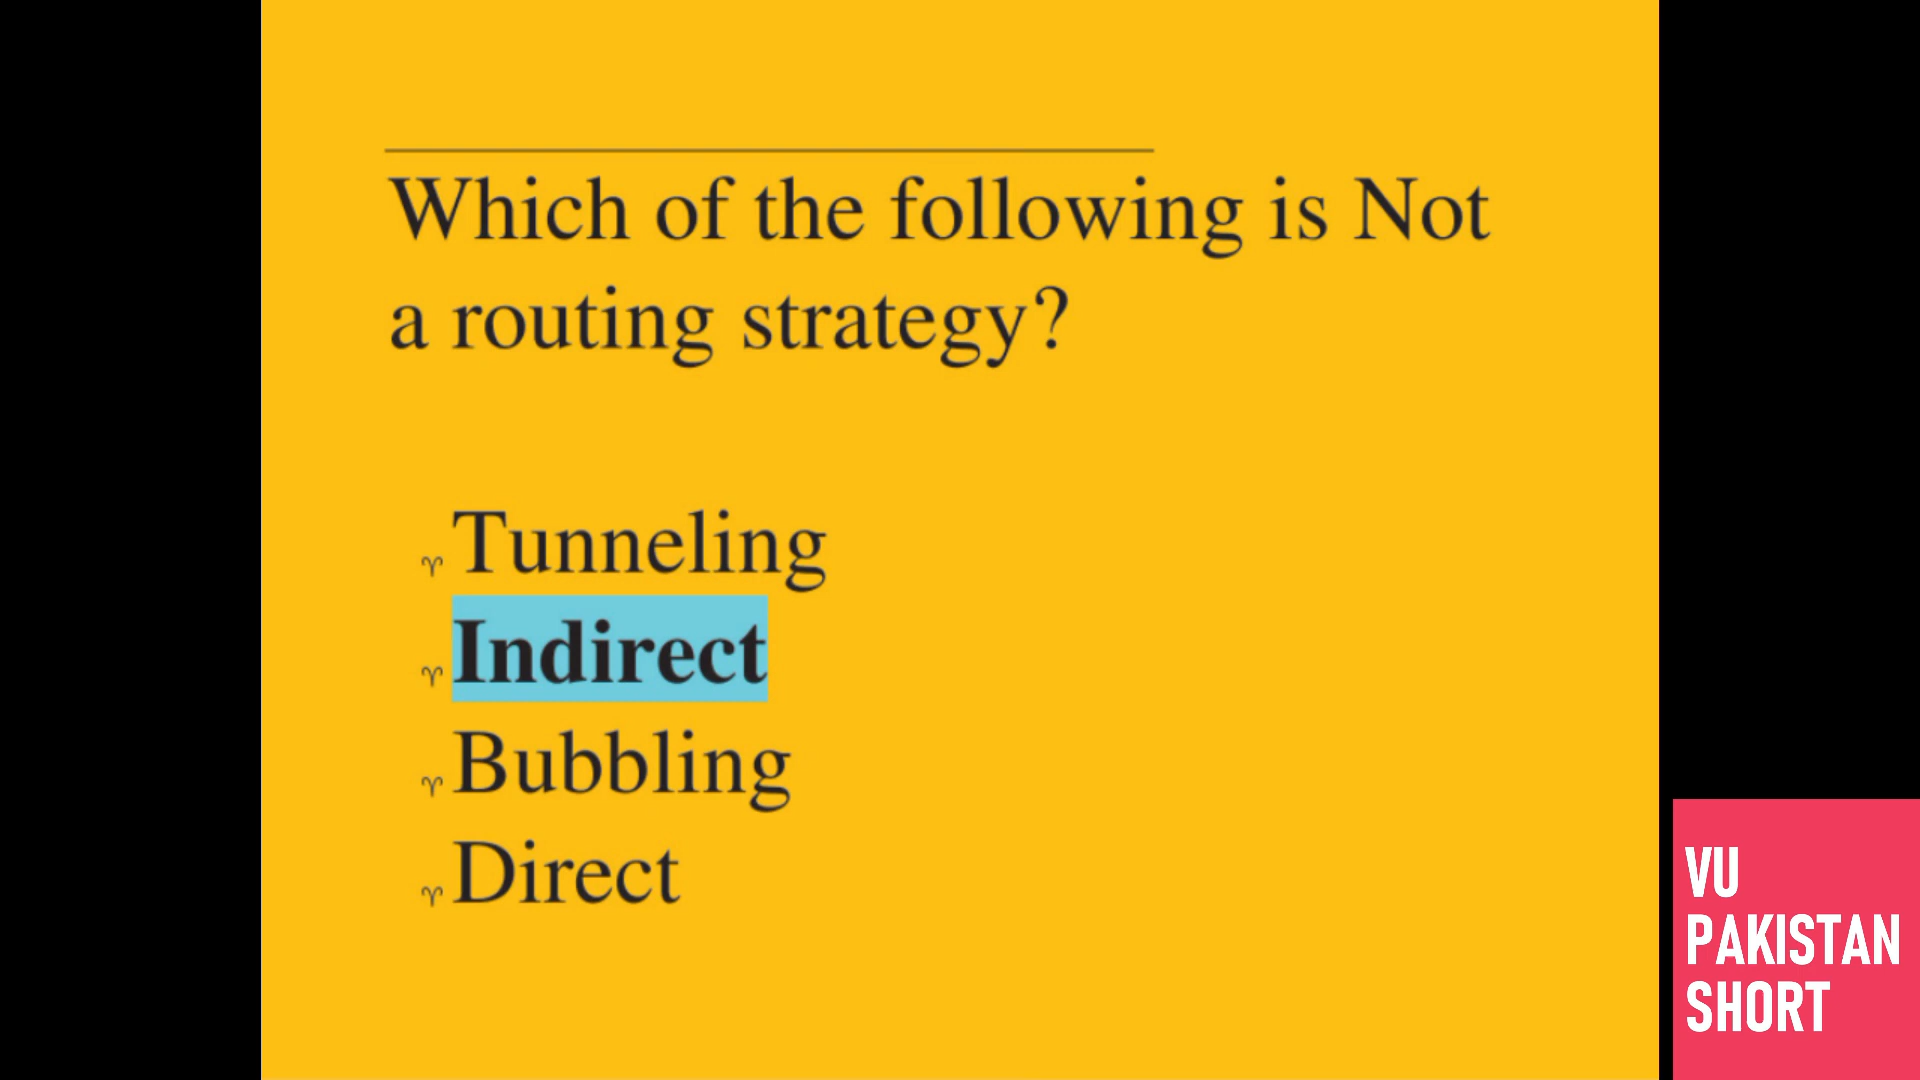 Which of the following is Not
a routing strategy?
♈ Tunneling
♈ Indirect
♈ Bubbling
♈ Direct
VU
PAKISTAN
SHORT